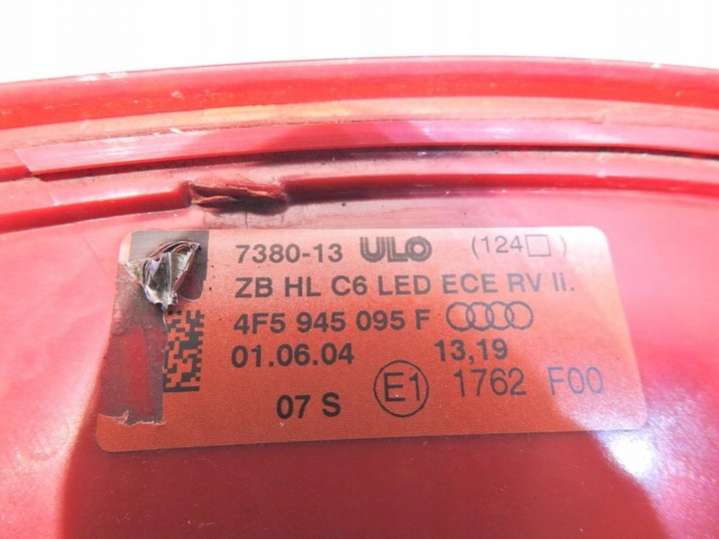 7380-13 ULO (124□)
ZB HL C6 LED ECE RV li.
4F5 945 095 F
01.06.04 13,19
07 S E1 1762 F00